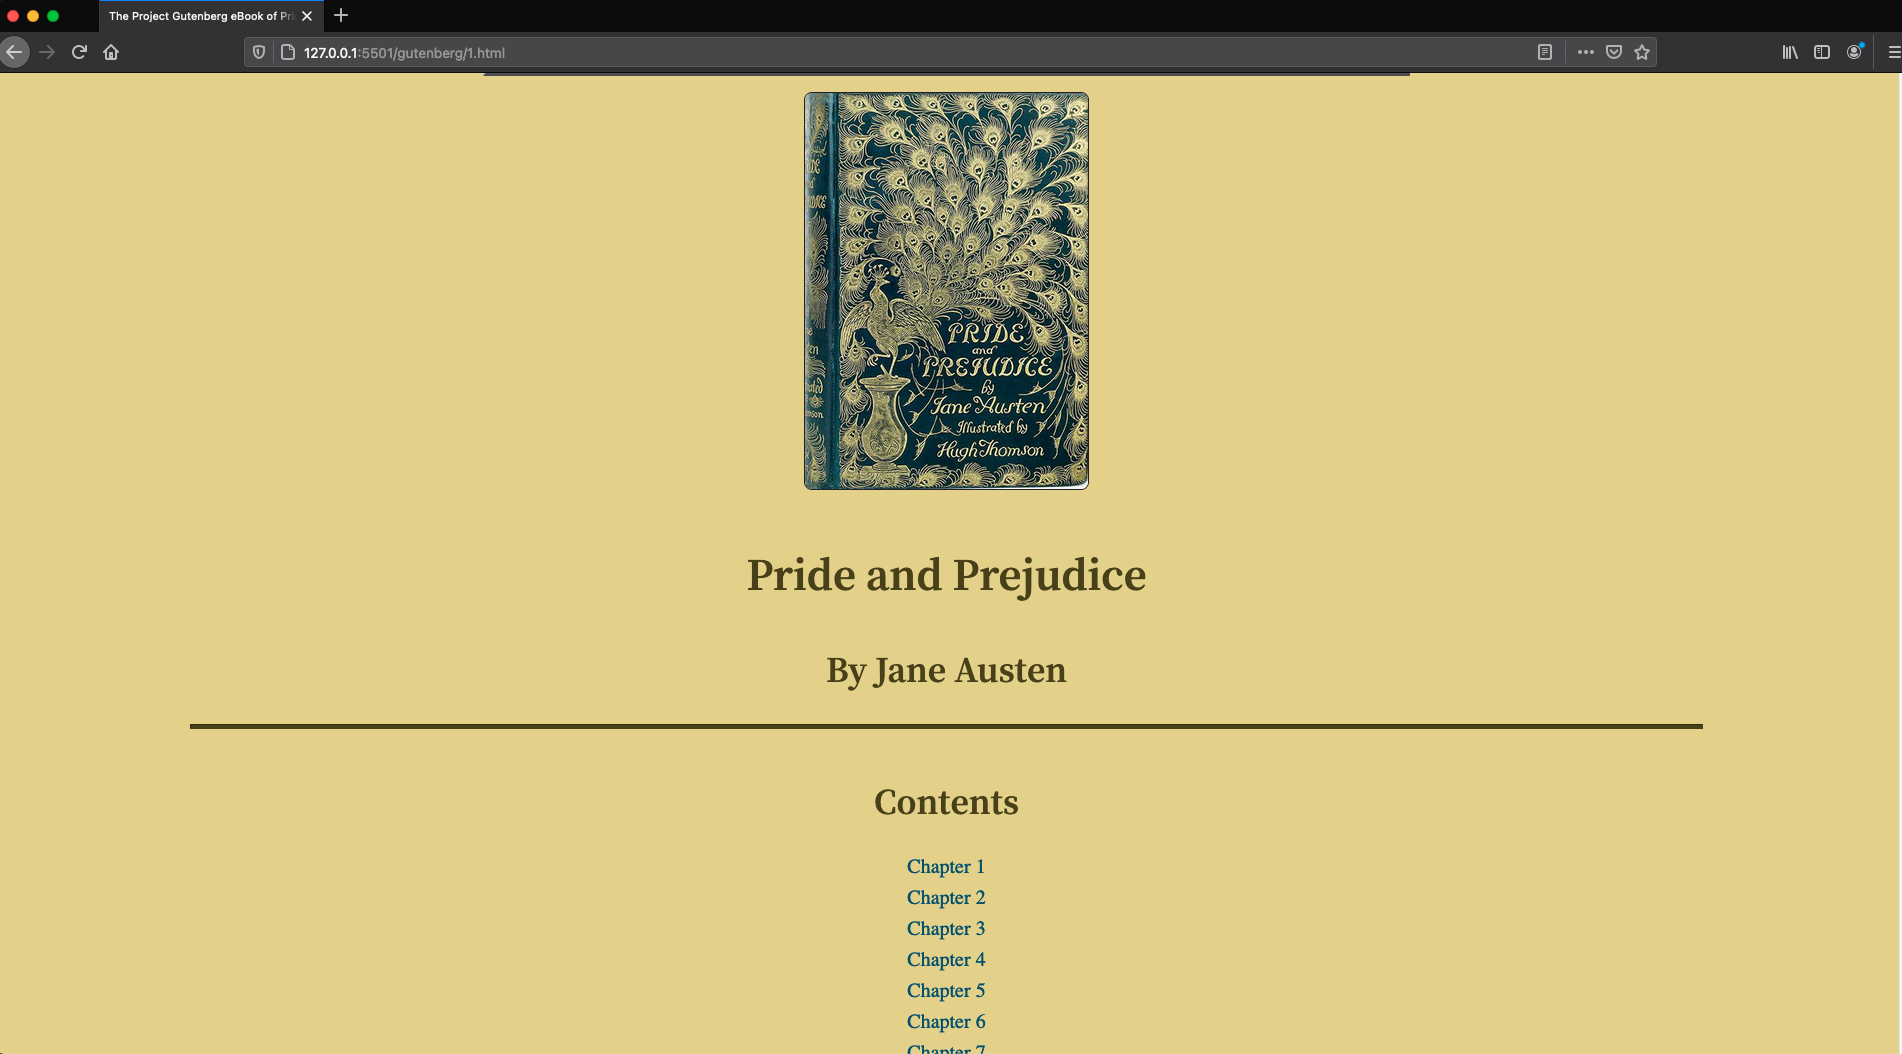 The Project Gutenberg eBook of Pri
127.0.0.1:5501/gutenberg/1.html
PRIDE
and
PREJUDICE
by
Jane Austen
Illustrated by
Hugh Thomson
Pride and Prejudice
By Jane Austen
Contents
Chapter 1
Chapter 2
Chapter 3
Chapter 4
Chapter 5
Chapter 6
Chapter 7